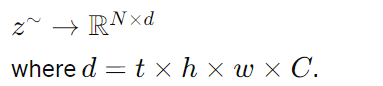 z~ → ℝ^{N×d}
where d = t × h × w × C.